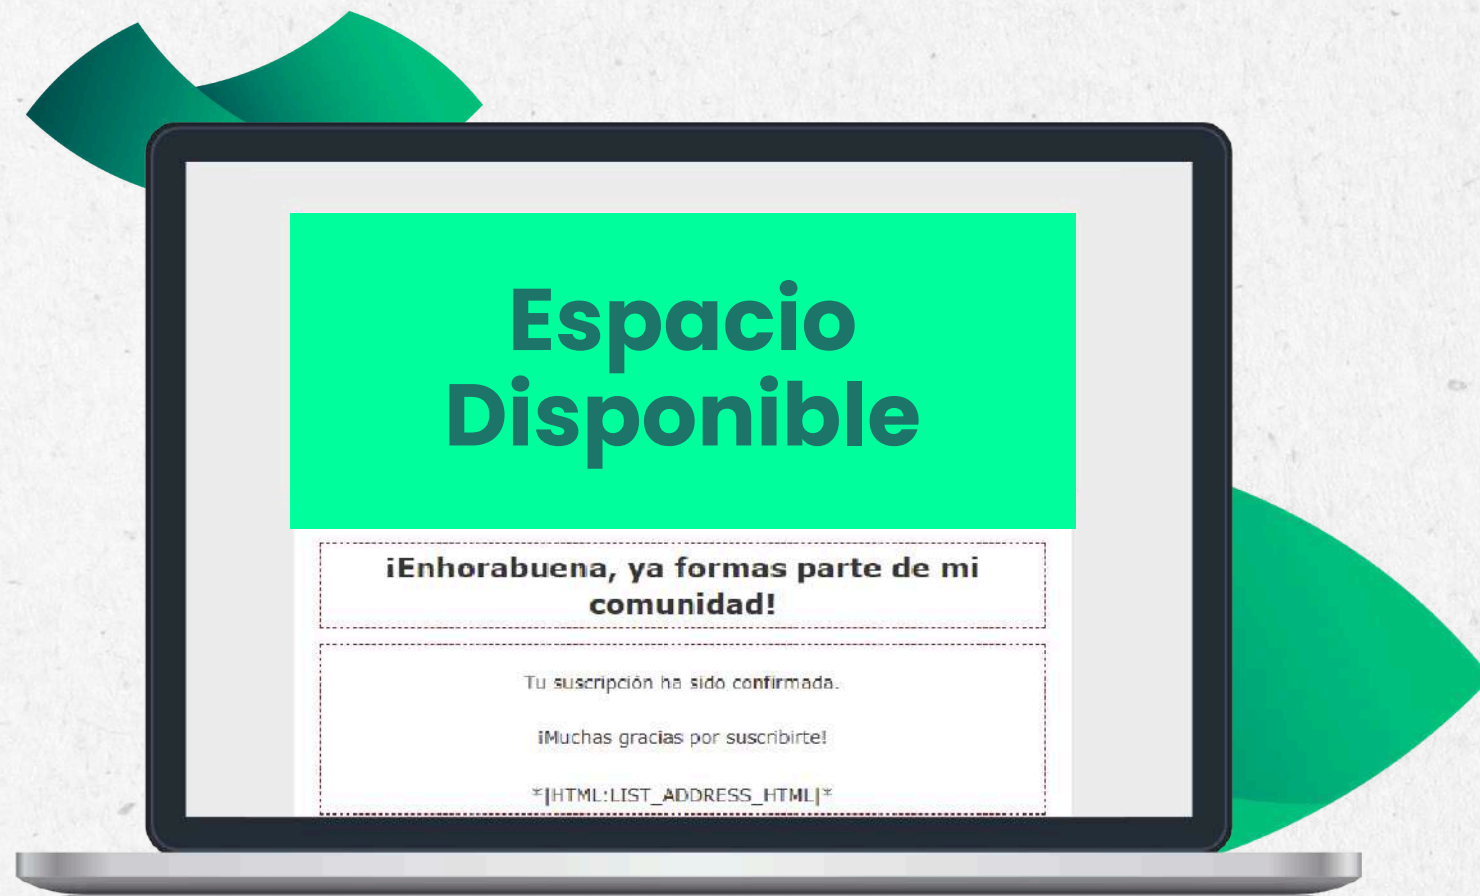 Espacio
Disponible
¡Enhorabuena, ya formas parte de mi
comunidad!
Tu suscripción ha sido confirmada.
¡Muchas gracias por suscribirte!
*|HTML:LIST_ADDRESS_HTML|*